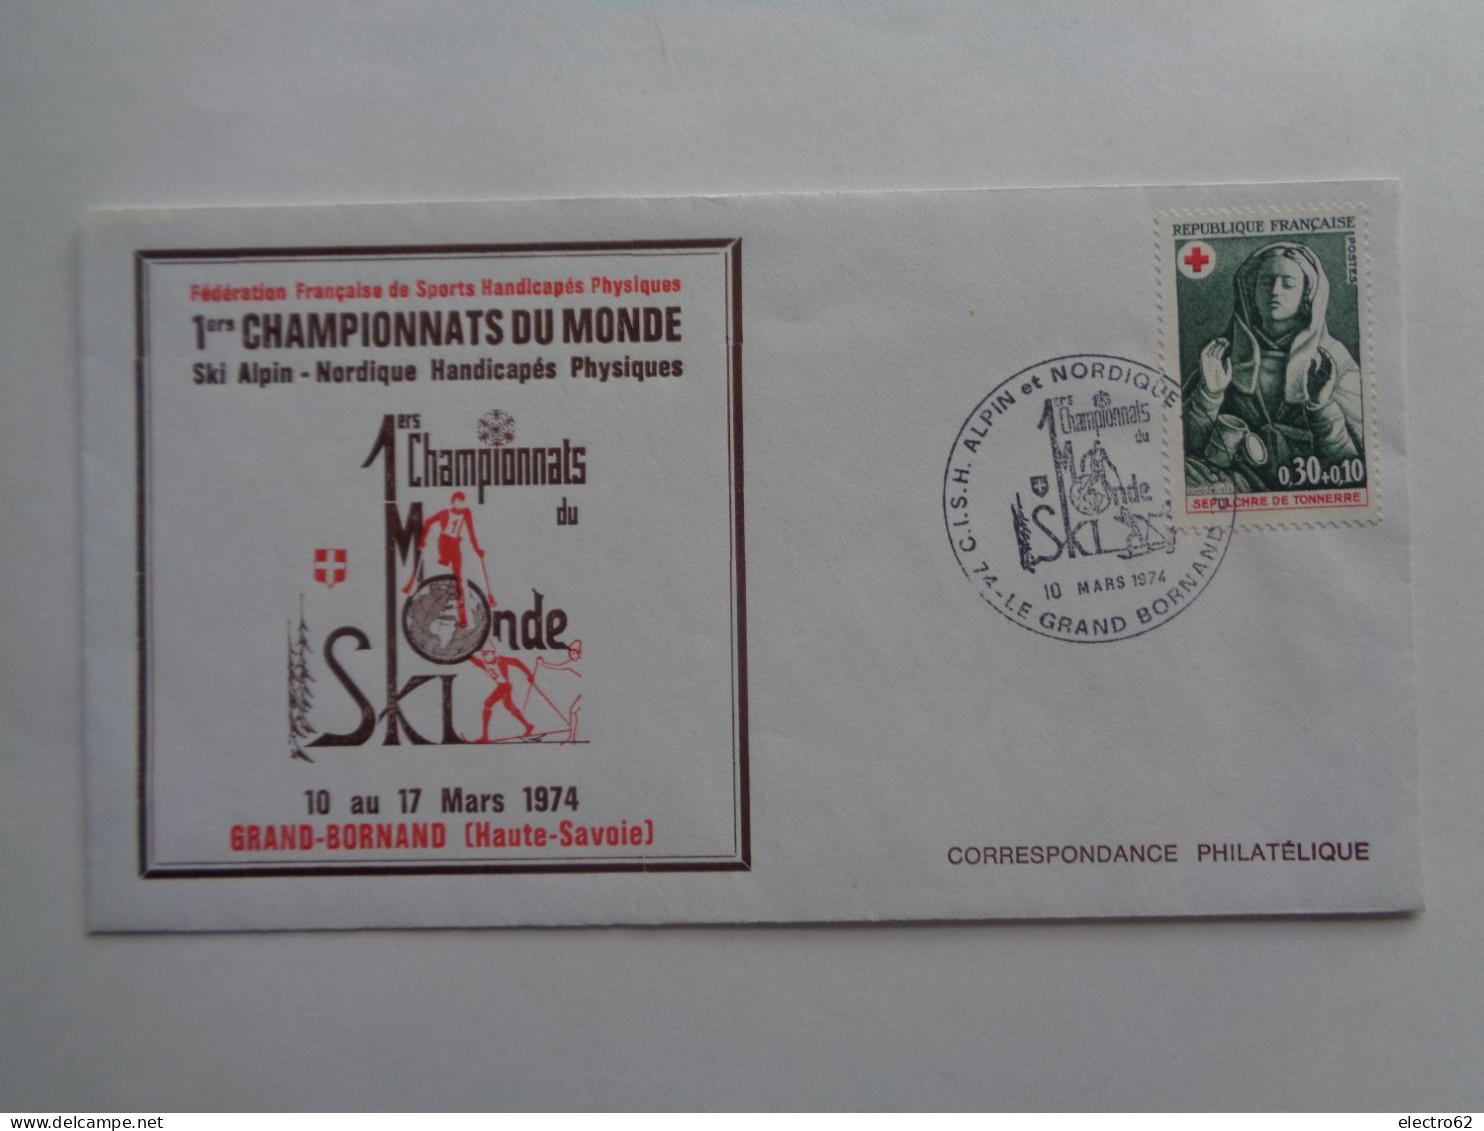 Fédération Française de Sports Handicapés Physiques
1ers CHAMPIONNATS DU MONDE
Ski Alpin - Nordique Handicapés Physiques
1ers
Championnats
du
Monde
Ski
10 au 17 Mars 1974
GRAND-BORNAND (Haute-Savoie)
C.I.S.H. ALPIN et NORDIQUE
1ers
Championnats
du
Monde
Ski
10 MARS 1974
74-LE GRAND BORNAND
REPUBLIQUE FRANÇAISE
POSTES
0,30+0,10
SEPULCHRE DE TONNERRE
CORRESPONDANCE PHILATÉLIQUE
electro62